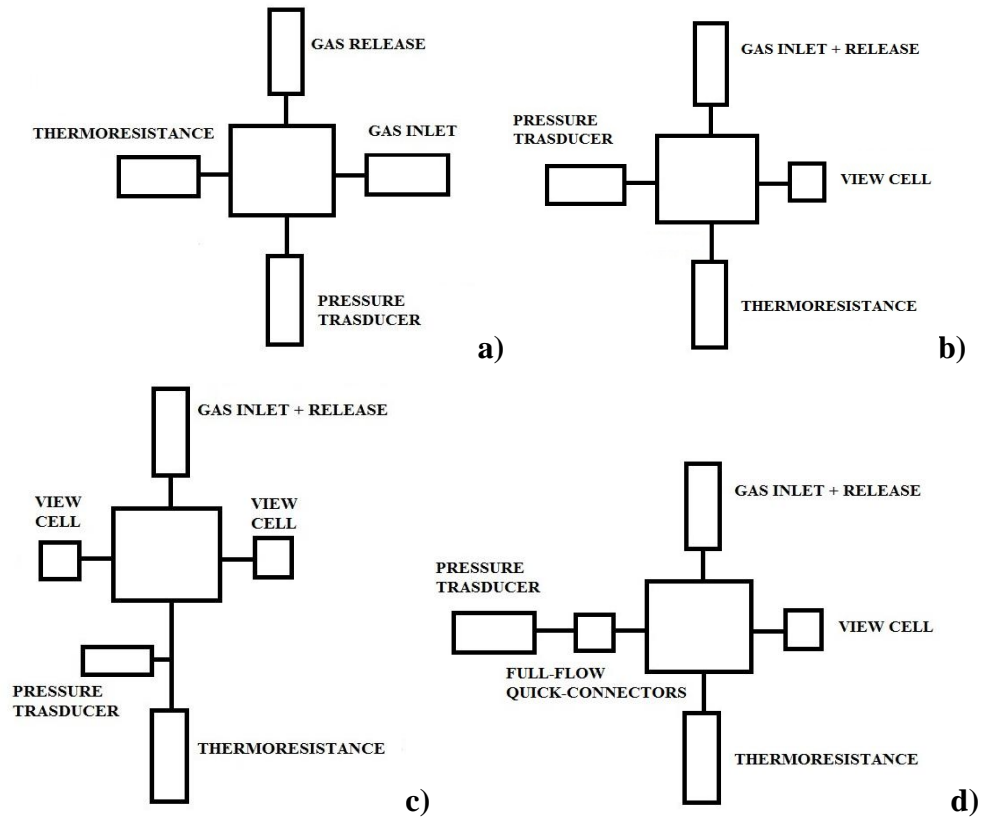 GAS RELEASE
THERMORESISTANCE
GAS INLET
PRESSURE
TRASDUCER
a)
GAS INLET + RELEASE
PRESSURE
TRASDUCER
VIEW CELL
THERMORESISTANCE
b)
GAS INLET + RELEASE
VIEW
CELL
VIEW
CELL
PRESSURE
TRASDUCER
THERMORESISTANCE
c)
GAS INLET + RELEASE
PRESSURE
TRASDUCER
VIEW CELL
FULL-FLOW
QUICK-CONNECTORS
THERMORESISTANCE
d)